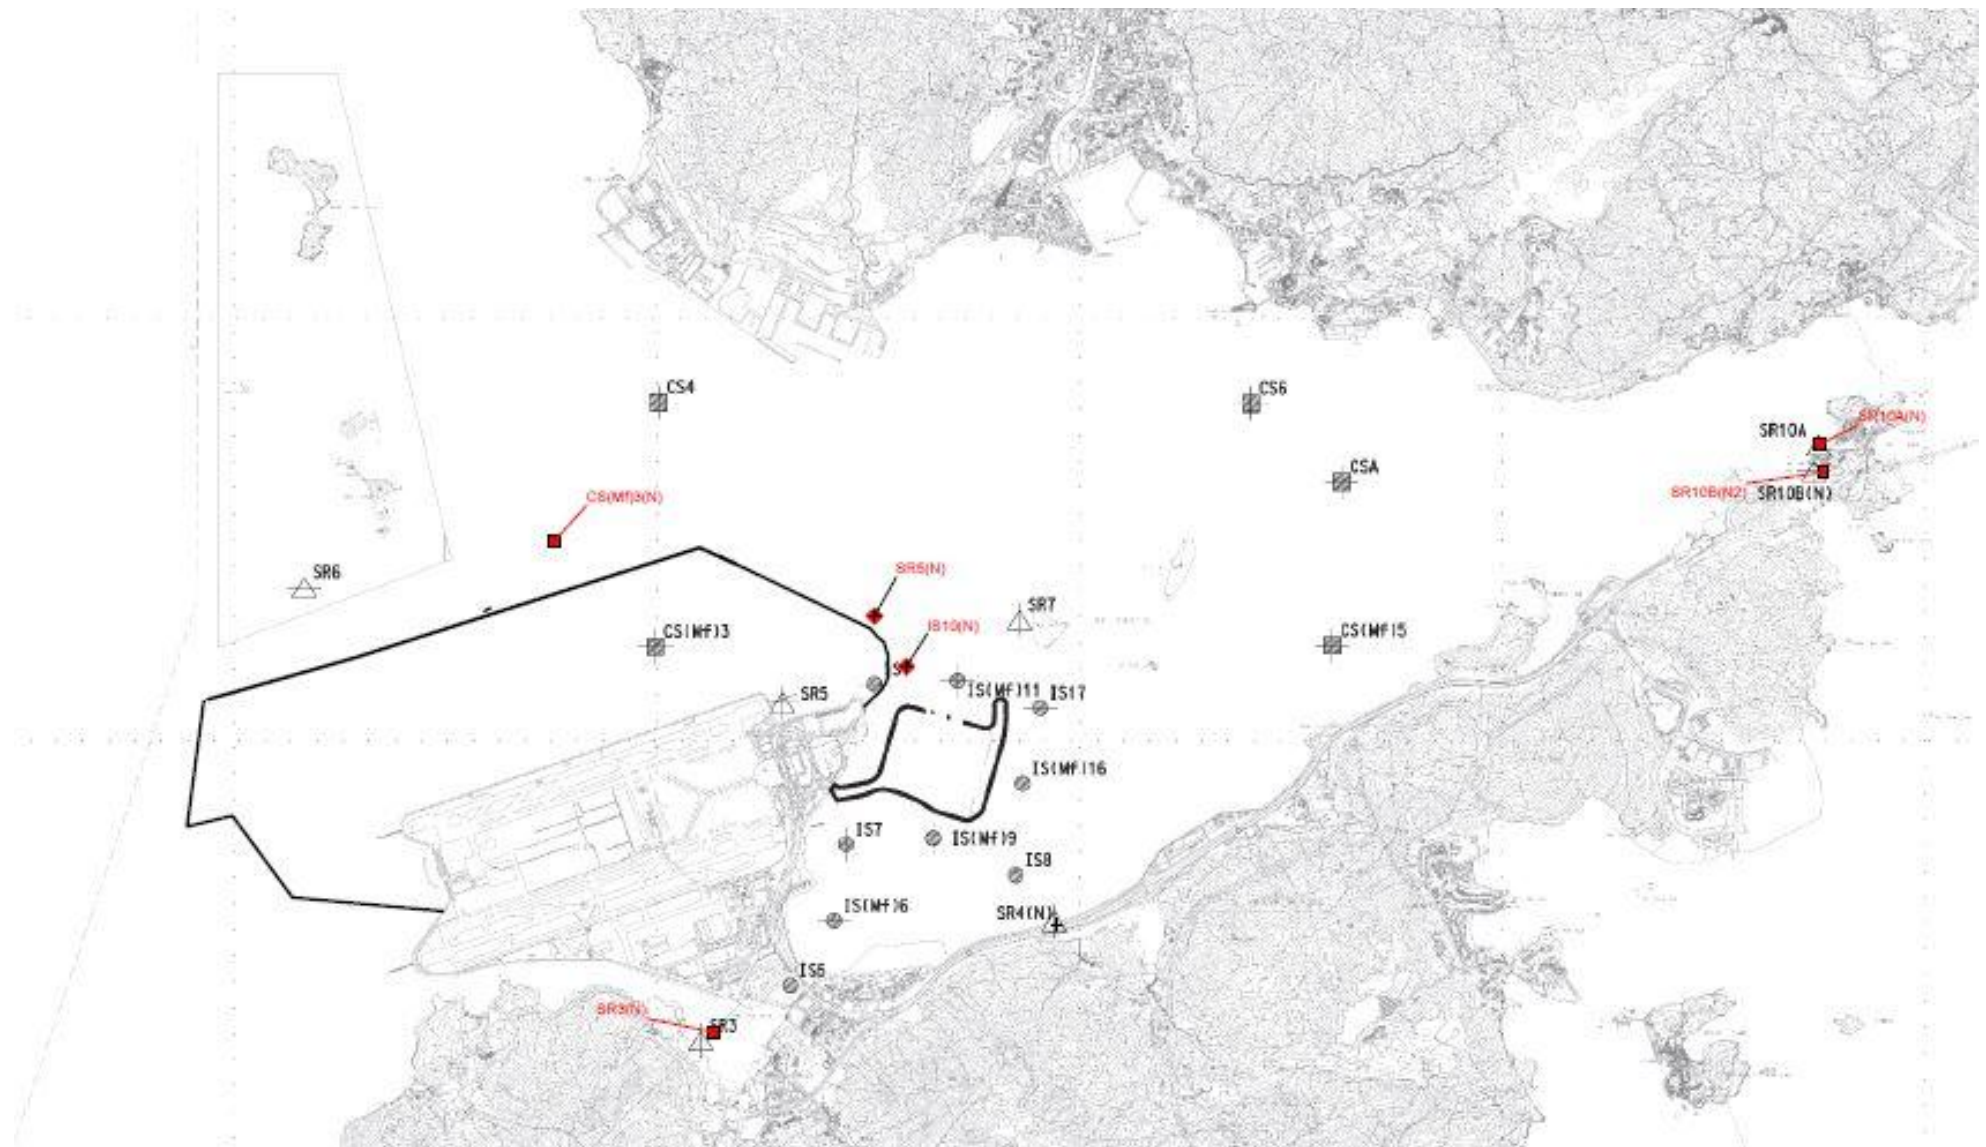 CS4
CS6
SR10A(N)
SR10A
CSA
SR10B(N2)
SR10B(N)
CS(Mf)3(N)
SR6
SR5(N)
SR7
IS10(N)
CS(Mf)3
CS(Mf)5
SR5
IS(Mf)11
IS17
IS(Mf)16
IS7
IS(Mf)9
IS8
IS(Mf)6
SR4(N)
IS5
SR3(N)
SR3